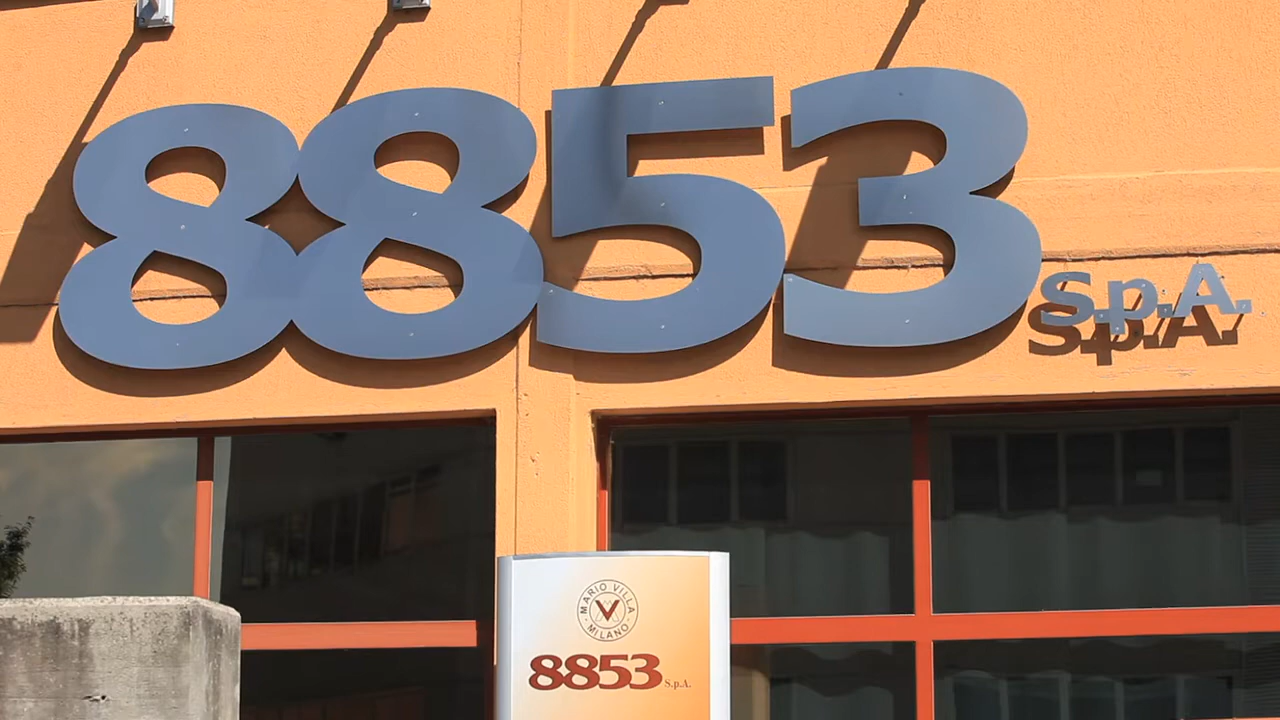 8853
S.p.A.
MARIO VILLA
V
MILANO
8853 S.p.A.